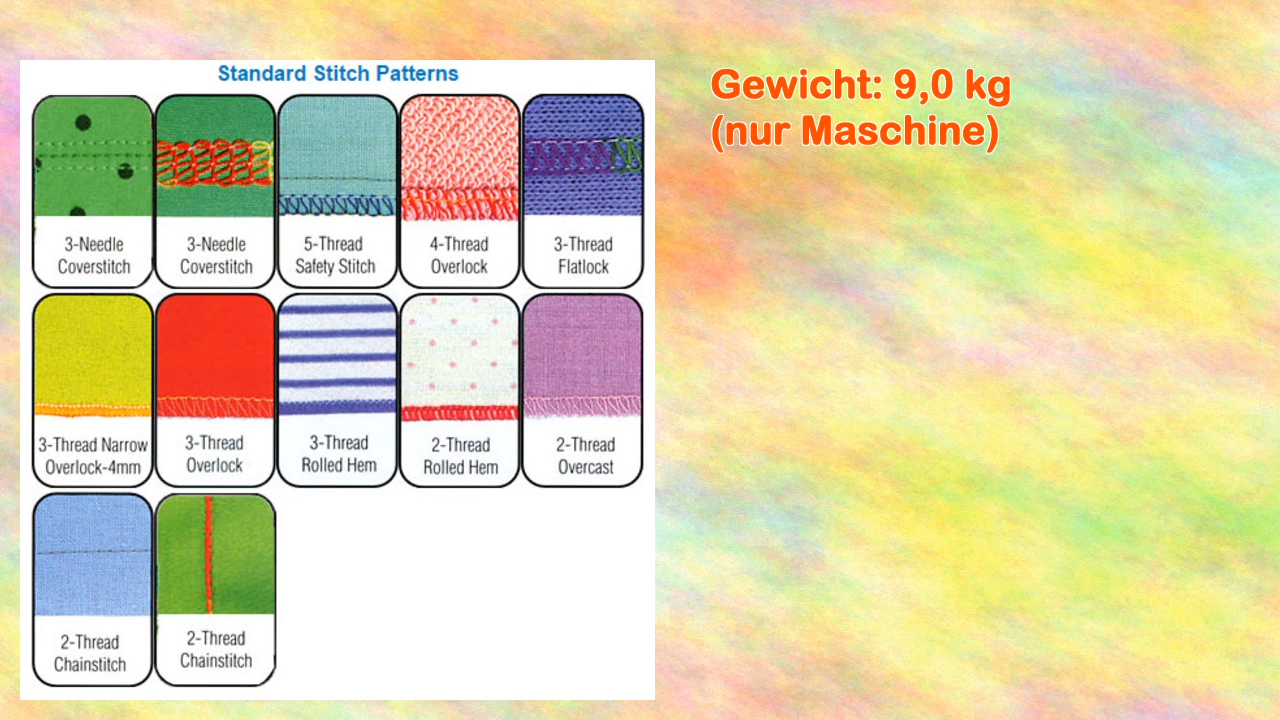 Standard Stitch Patterns
3-Needle
Coverstitch
3-Needle
Coverstitch
5-Thread
Safety Stitch
4-Thread
Overlock
3-Thread
Flatlock
3-Thread Narrow
Overlock-4mm
3-Thread
Overlock
3-Thread
Rolled Hem
2-Thread
Rolled Hem
2-Thread
Overcast
2-Thread
Chainstitch
2-Thread
Chainstitch
Gewicht: 9,0 kg
(nur Maschine)